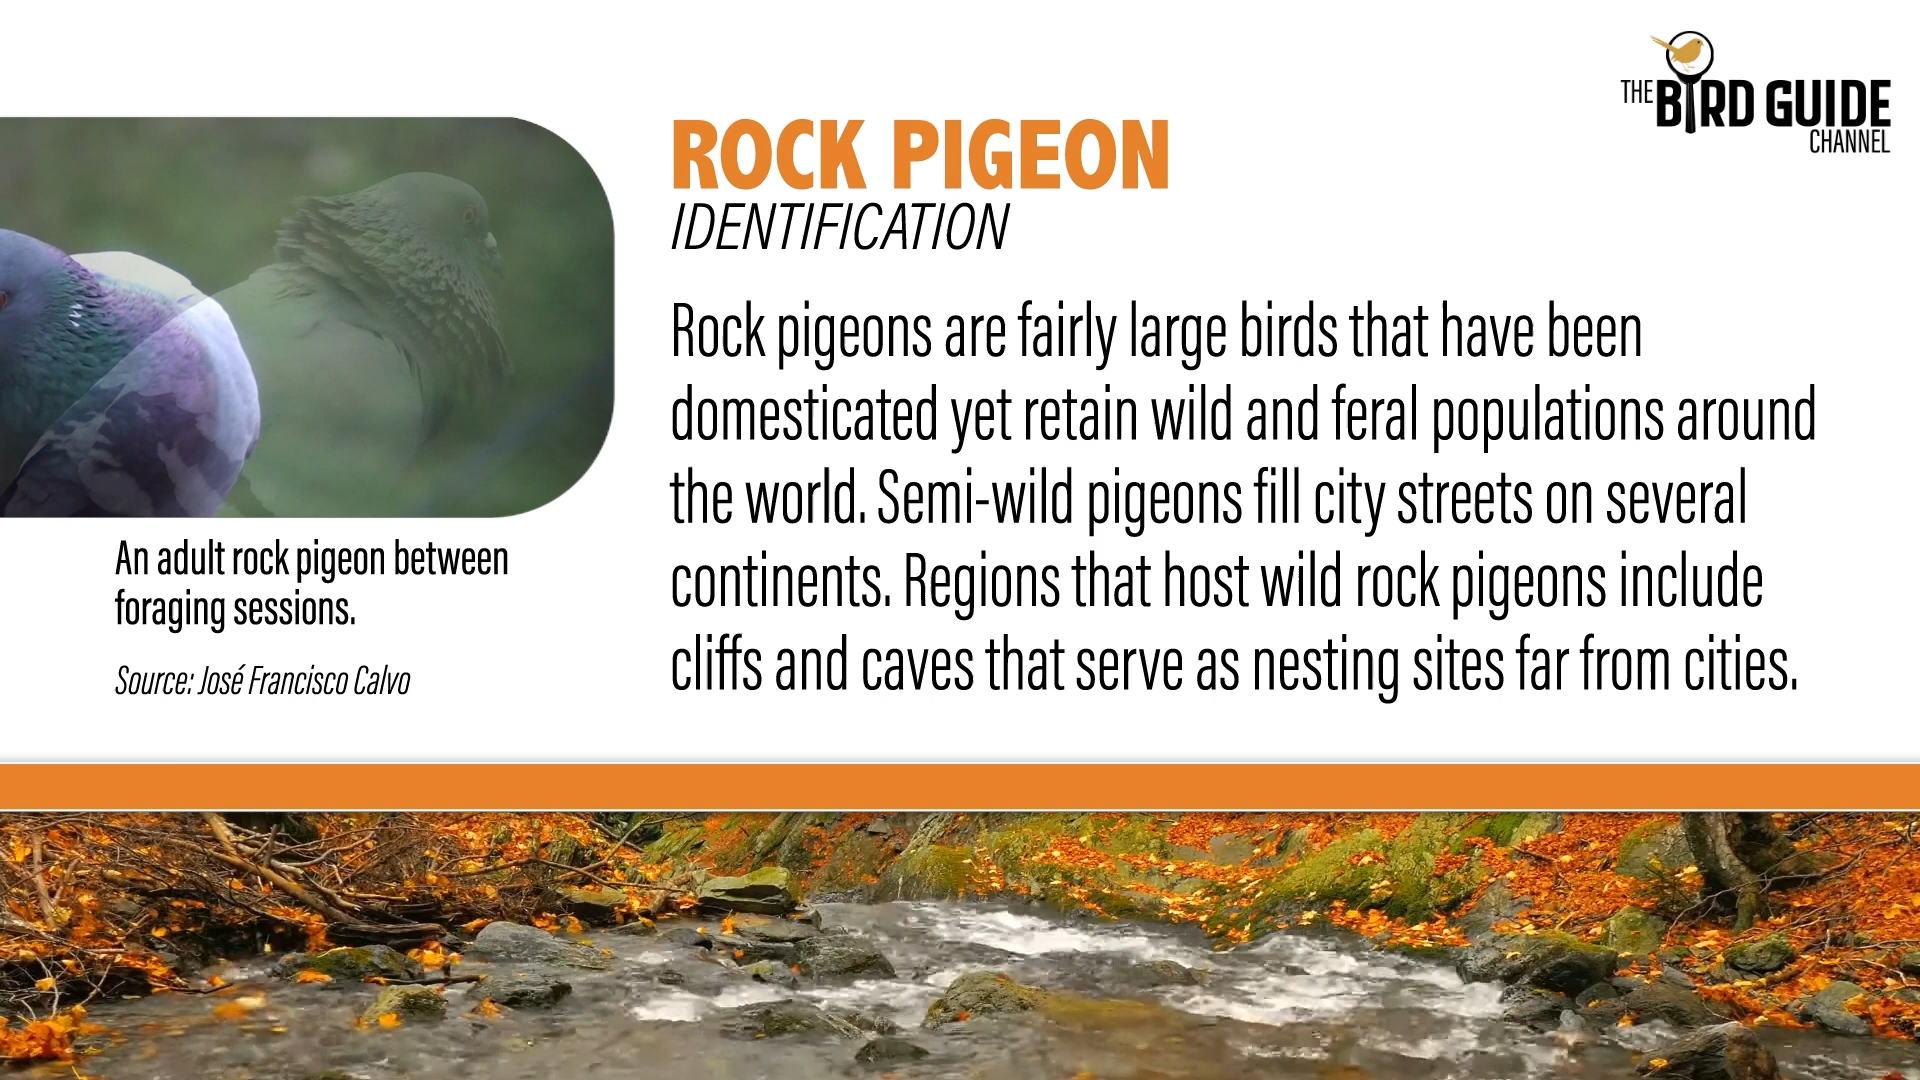 THE BIRD GUIDE
CHANNEL
ROCK PIGEON
IDENTIFICATION
Rock pigeons are fairly large birds that have been
domesticated yet retain wild and feral populations around
the world. Semi-wild pigeons fill city streets on several
continents. Regions that host wild rock pigeons include
cliffs and caves that serve as nesting sites far from cities.
An adult rock pigeon between
foraging sessions.
Source: José Francisco Calvo